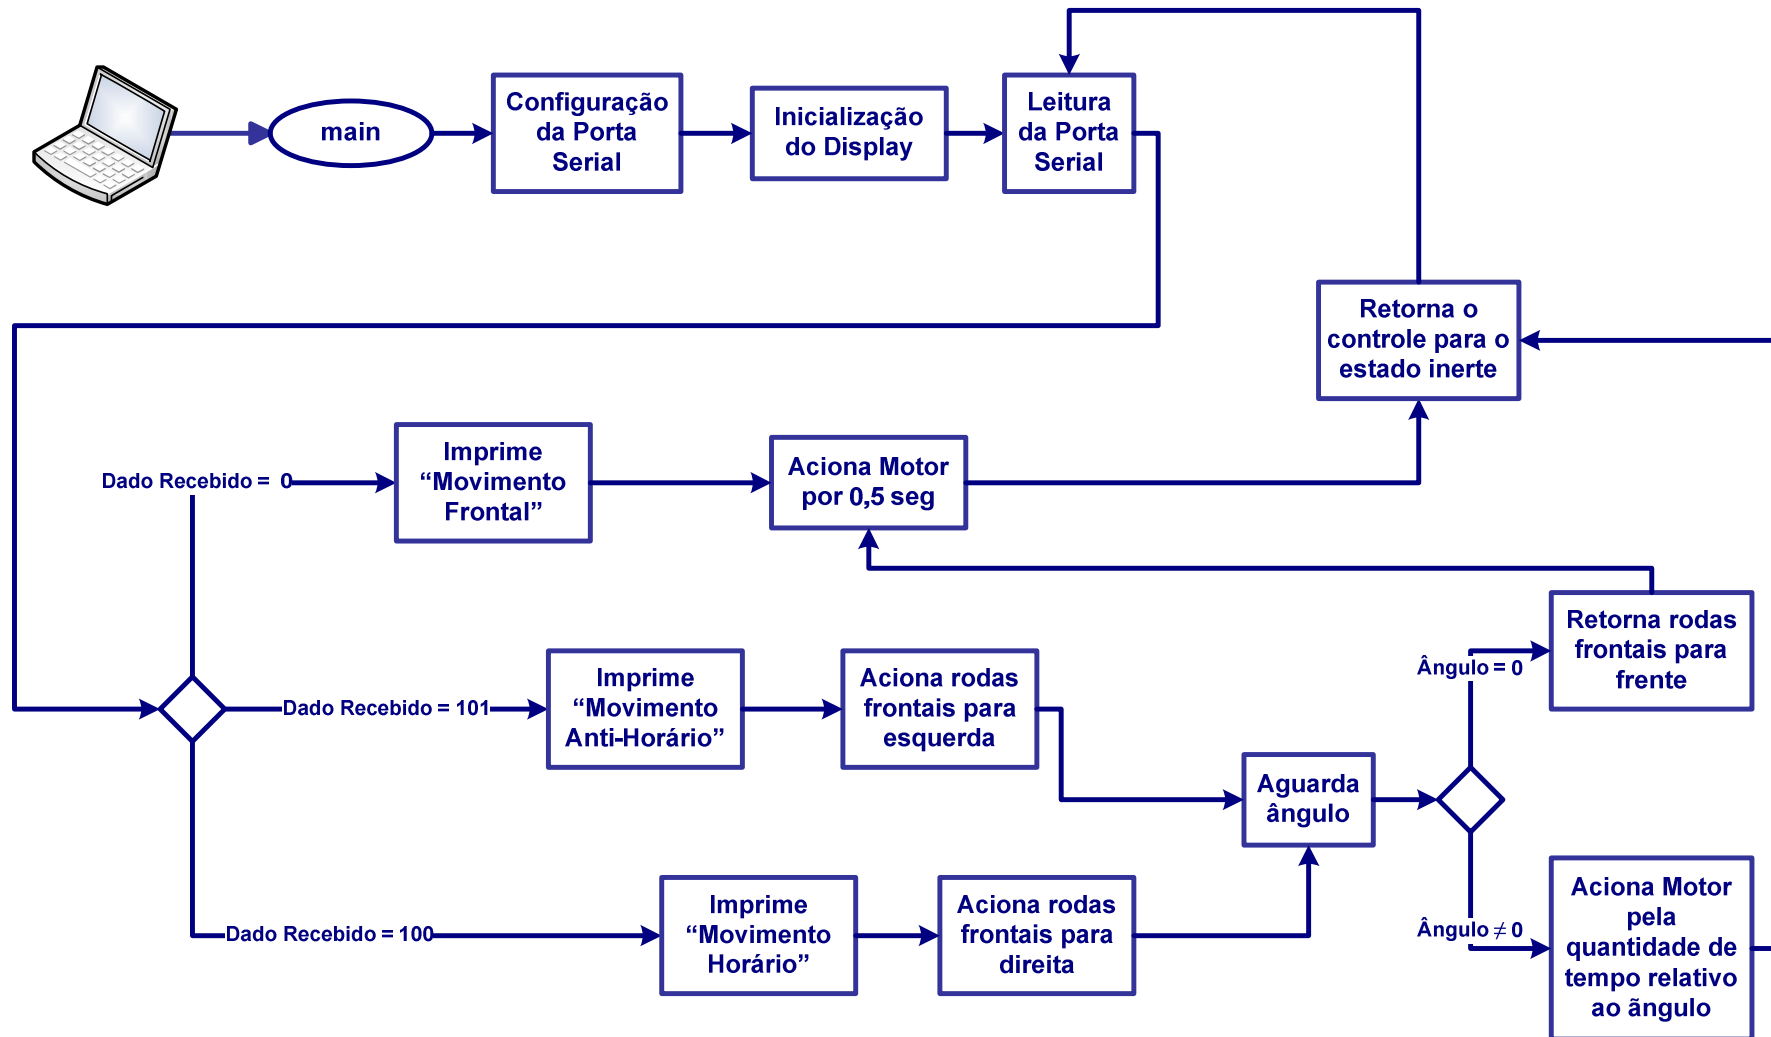 main
Configuração
da Porta
Serial
Inicialização
do Display
Leitura
da Porta
Serial
Retorna o
controle para o
estado inerte
Dado Recebido = 0
Imprime
“Movimento
Frontal”
Aciona Motor
por 0,5 seg
Dado Recebido = 101
Imprime
“Movimento
Anti-Horário”
Aciona rodas
frontais para
esquerda
Aguarda
ângulo
Ângulo = 0
Retorna rodas
frontais para
frente
Dado Recebido = 100
Imprime
“Movimento
Horário”
Aciona rodas
frontais para
direita
Ângulo ≠ 0
Aciona Motor
pela
quantidade de
tempo relativo
ao ãngulo